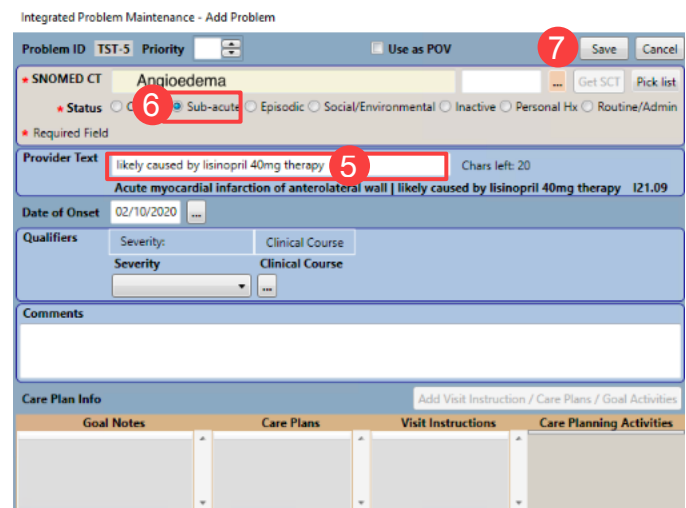 Integrated Problem Maintenance - Add Problem
Problem ID TST-5 Priority Use as POV 7 Save Cancel
* SNOMED CT Angioedema ... Get SCT Pick list
* Status C 6 Sub-acute Episodic Social/Environmental Inactive Personal Hx Routine/Admin
* Required Field
Provider Text likely caused by lisinopril 40mg therapy 5 Chars left: 20
Acute myocardial infarction of anterolateral wall | likely caused by lisinopril 40mg therapy I21.09
Date of Onset 02/10/2020 ...
Qualifiers Severity: Clinical Course
Severity Clinical Course
...
Comments
Care Plan Info Add Visit Instruction / Care Plans / Goal Activities
Goal Notes Care Plans Visit Instructions Care Planning Activities